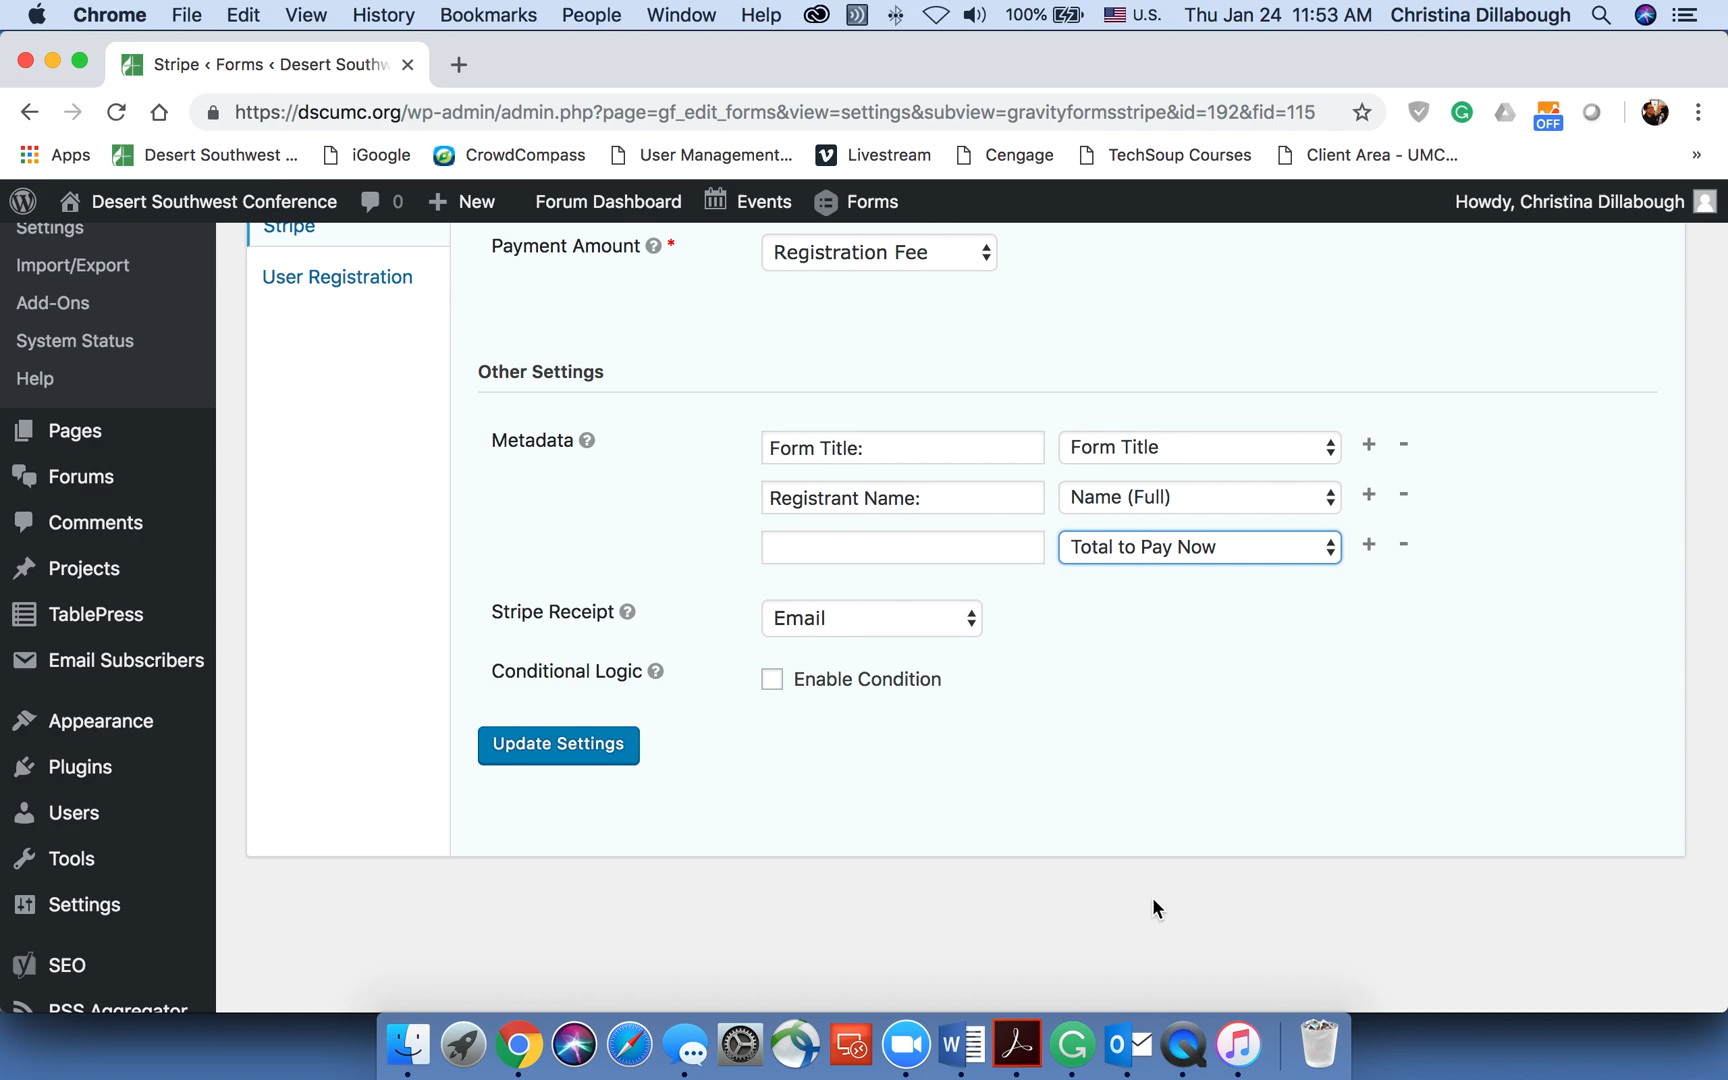 Chrome File Edit View History Bookmarks People Window Help 100% U.S. Thu Jan 24 11:53 AM Christina Dillabough
Stripe ‹ Forms ‹ Desert Southw
https://dscumc.org/wp-admin/admin.php?page=gf_edit_forms&view=settings&subview=gravityformsstripe&id=192&fid=115
OFF
Apps Desert Southwest ... iGoogle CrowdCompass User Management... Livestream Cengage TechSoup Courses Client Area - UMC... »
Desert Southwest Conference 0 New Forum Dashboard Events Forms Howdy, Christina Dillabough
Settings
Import/Export
Add-Ons
System Status
Help
Pages
Forums
Comments
Projects
TablePress
Email Subscribers
Appearance
Plugins
Users
Tools
Settings
SEO
RSS Aggregator
Stripe
User Registration
Payment Amount ? * Registration Fee
Other Settings
Metadata ? Form Title: Form Title + -
Registrant Name: Name (Full) + -
Total to Pay Now + -
Stripe Receipt ? Email
Conditional Logic ? Enable Condition
Update Settings